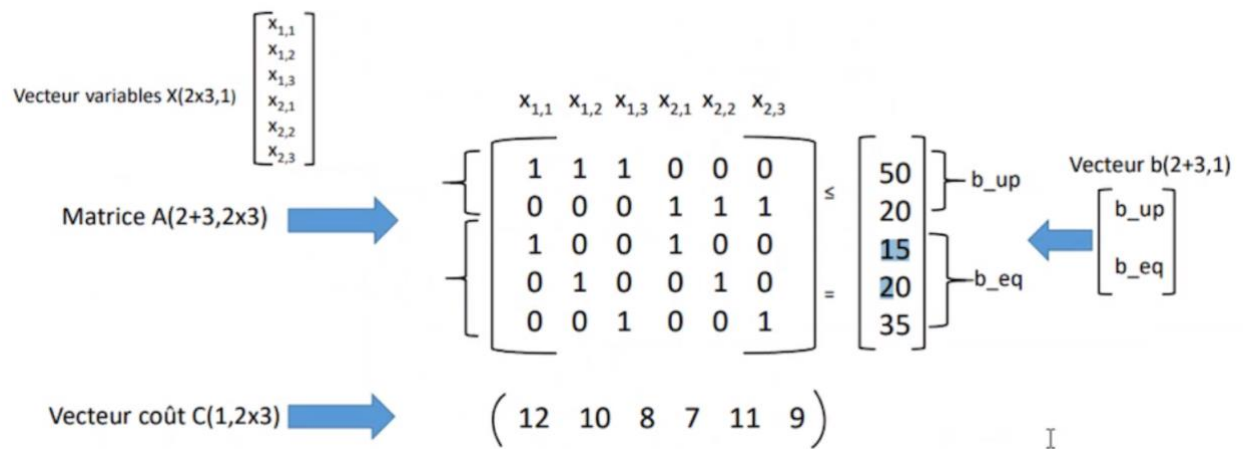 x1,1
x1,2
x1,3
x2,1
x2,2
x2,3
Vecteur variables X(2x3,1)
x1,1 x1,2 x1,3 x2,1 x2,2 x2,3
1 1 1 0 0 0 ≤ 50
0 0 0 1 1 1 20
1 0 0 1 0 0 15
0 1 0 0 1 0 = 20
0 0 1 0 0 1 35
b_up
b_eq
Vecteur b(2+3,1)
b_up
b_eq
Matrice A(2+3,2x3)
Vecteur coût C(1,2x3)
( 12 10 8 7 11 9 )